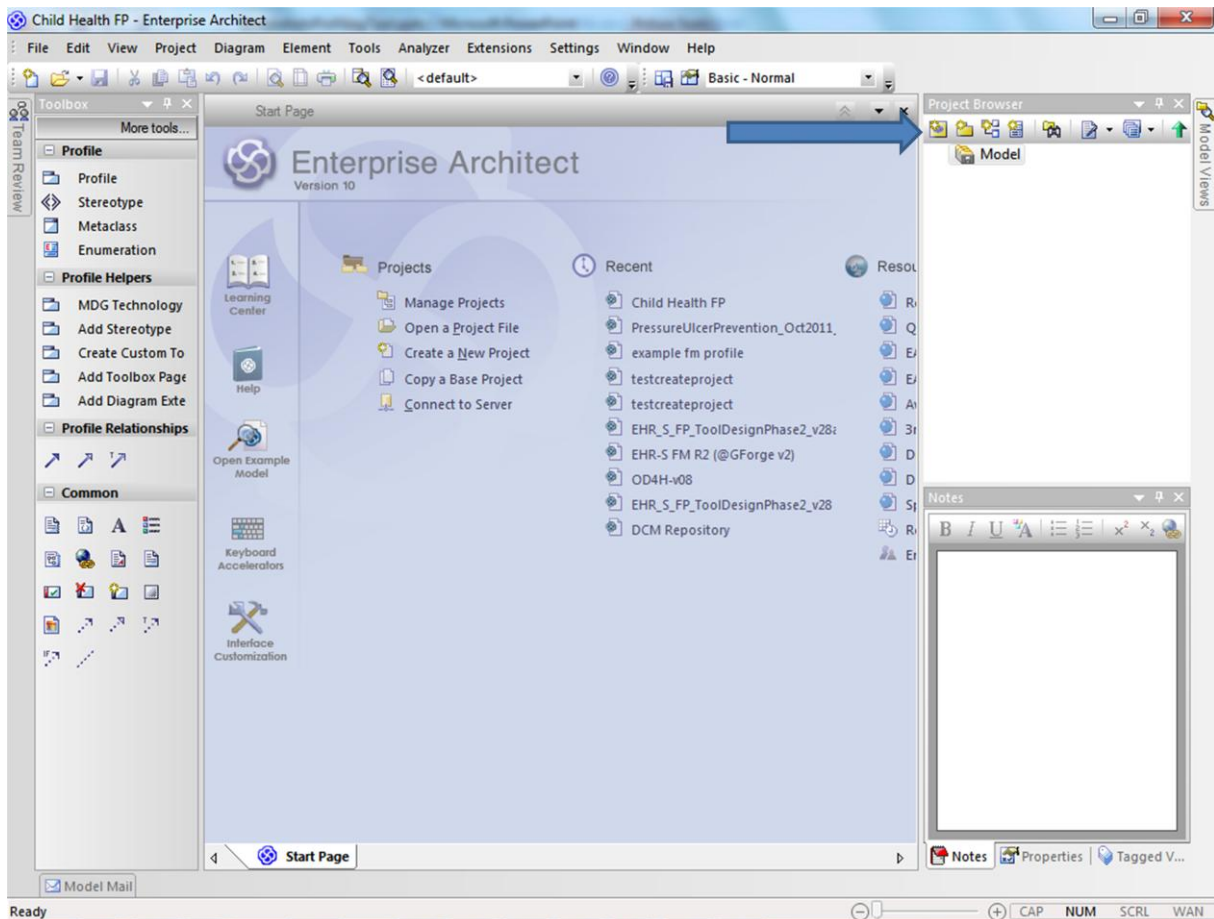 Child Health FP - Enterprise Architect
File Edit View Project Diagram Element Tools Analyzer Extensions Settings Window Help
<default>
Basic - Normal
Team Review
Toolbox
More tools...
Profile
Profile
Stereotype
Metaclass
Enumeration
Profile Helpers
MDG Technology
Add Stereotype
Create Custom To
Add Toolbox Page
Add Diagram Exte
Profile Relationships
Common
Start Page
Enterprise Architect
Version 10
Learning
Center
Help
Open Example
Model
Keyboard
Accelerators
Interface
Customization
Projects
Manage Projects
Open a Project File
Create a New Project
Copy a Base Project
Connect to Server
Recent
Child Health FP
PressureUlcerPrevention_Oct2011_
example fm profile
testcreateproject
testcreateproject
EHR_S_FP_ToolDesignPhase2_v28a
EHR-S FM R2 (@GForge v2)
OD4H-v08
EHR_S_FP_ToolDesignPhase2_v28
DCM Repository
Resou
Start Page
Project Browser
Model
Model Views
Notes
B I U A x² x₂
Notes Properties Tagged V...
Model Mail
Ready
CAP NUM SCRL WAN